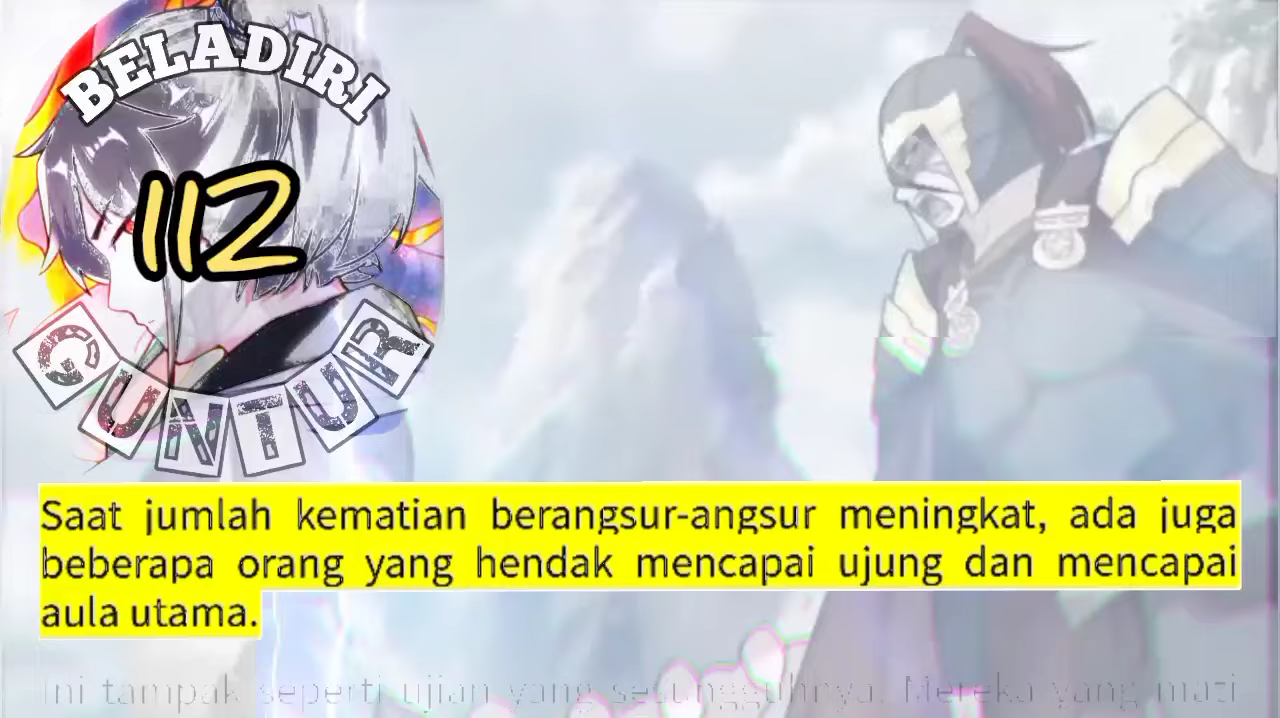 BELADIRI
112
GUNTUR
Saat jumlah kematian berangsur-angsur meningkat, ada juga
beberapa orang yang hendak mencapai ujung dan mencapai
aula utama.
Ini tampak seperti ujian yang sesungguhnya. Mereka yang